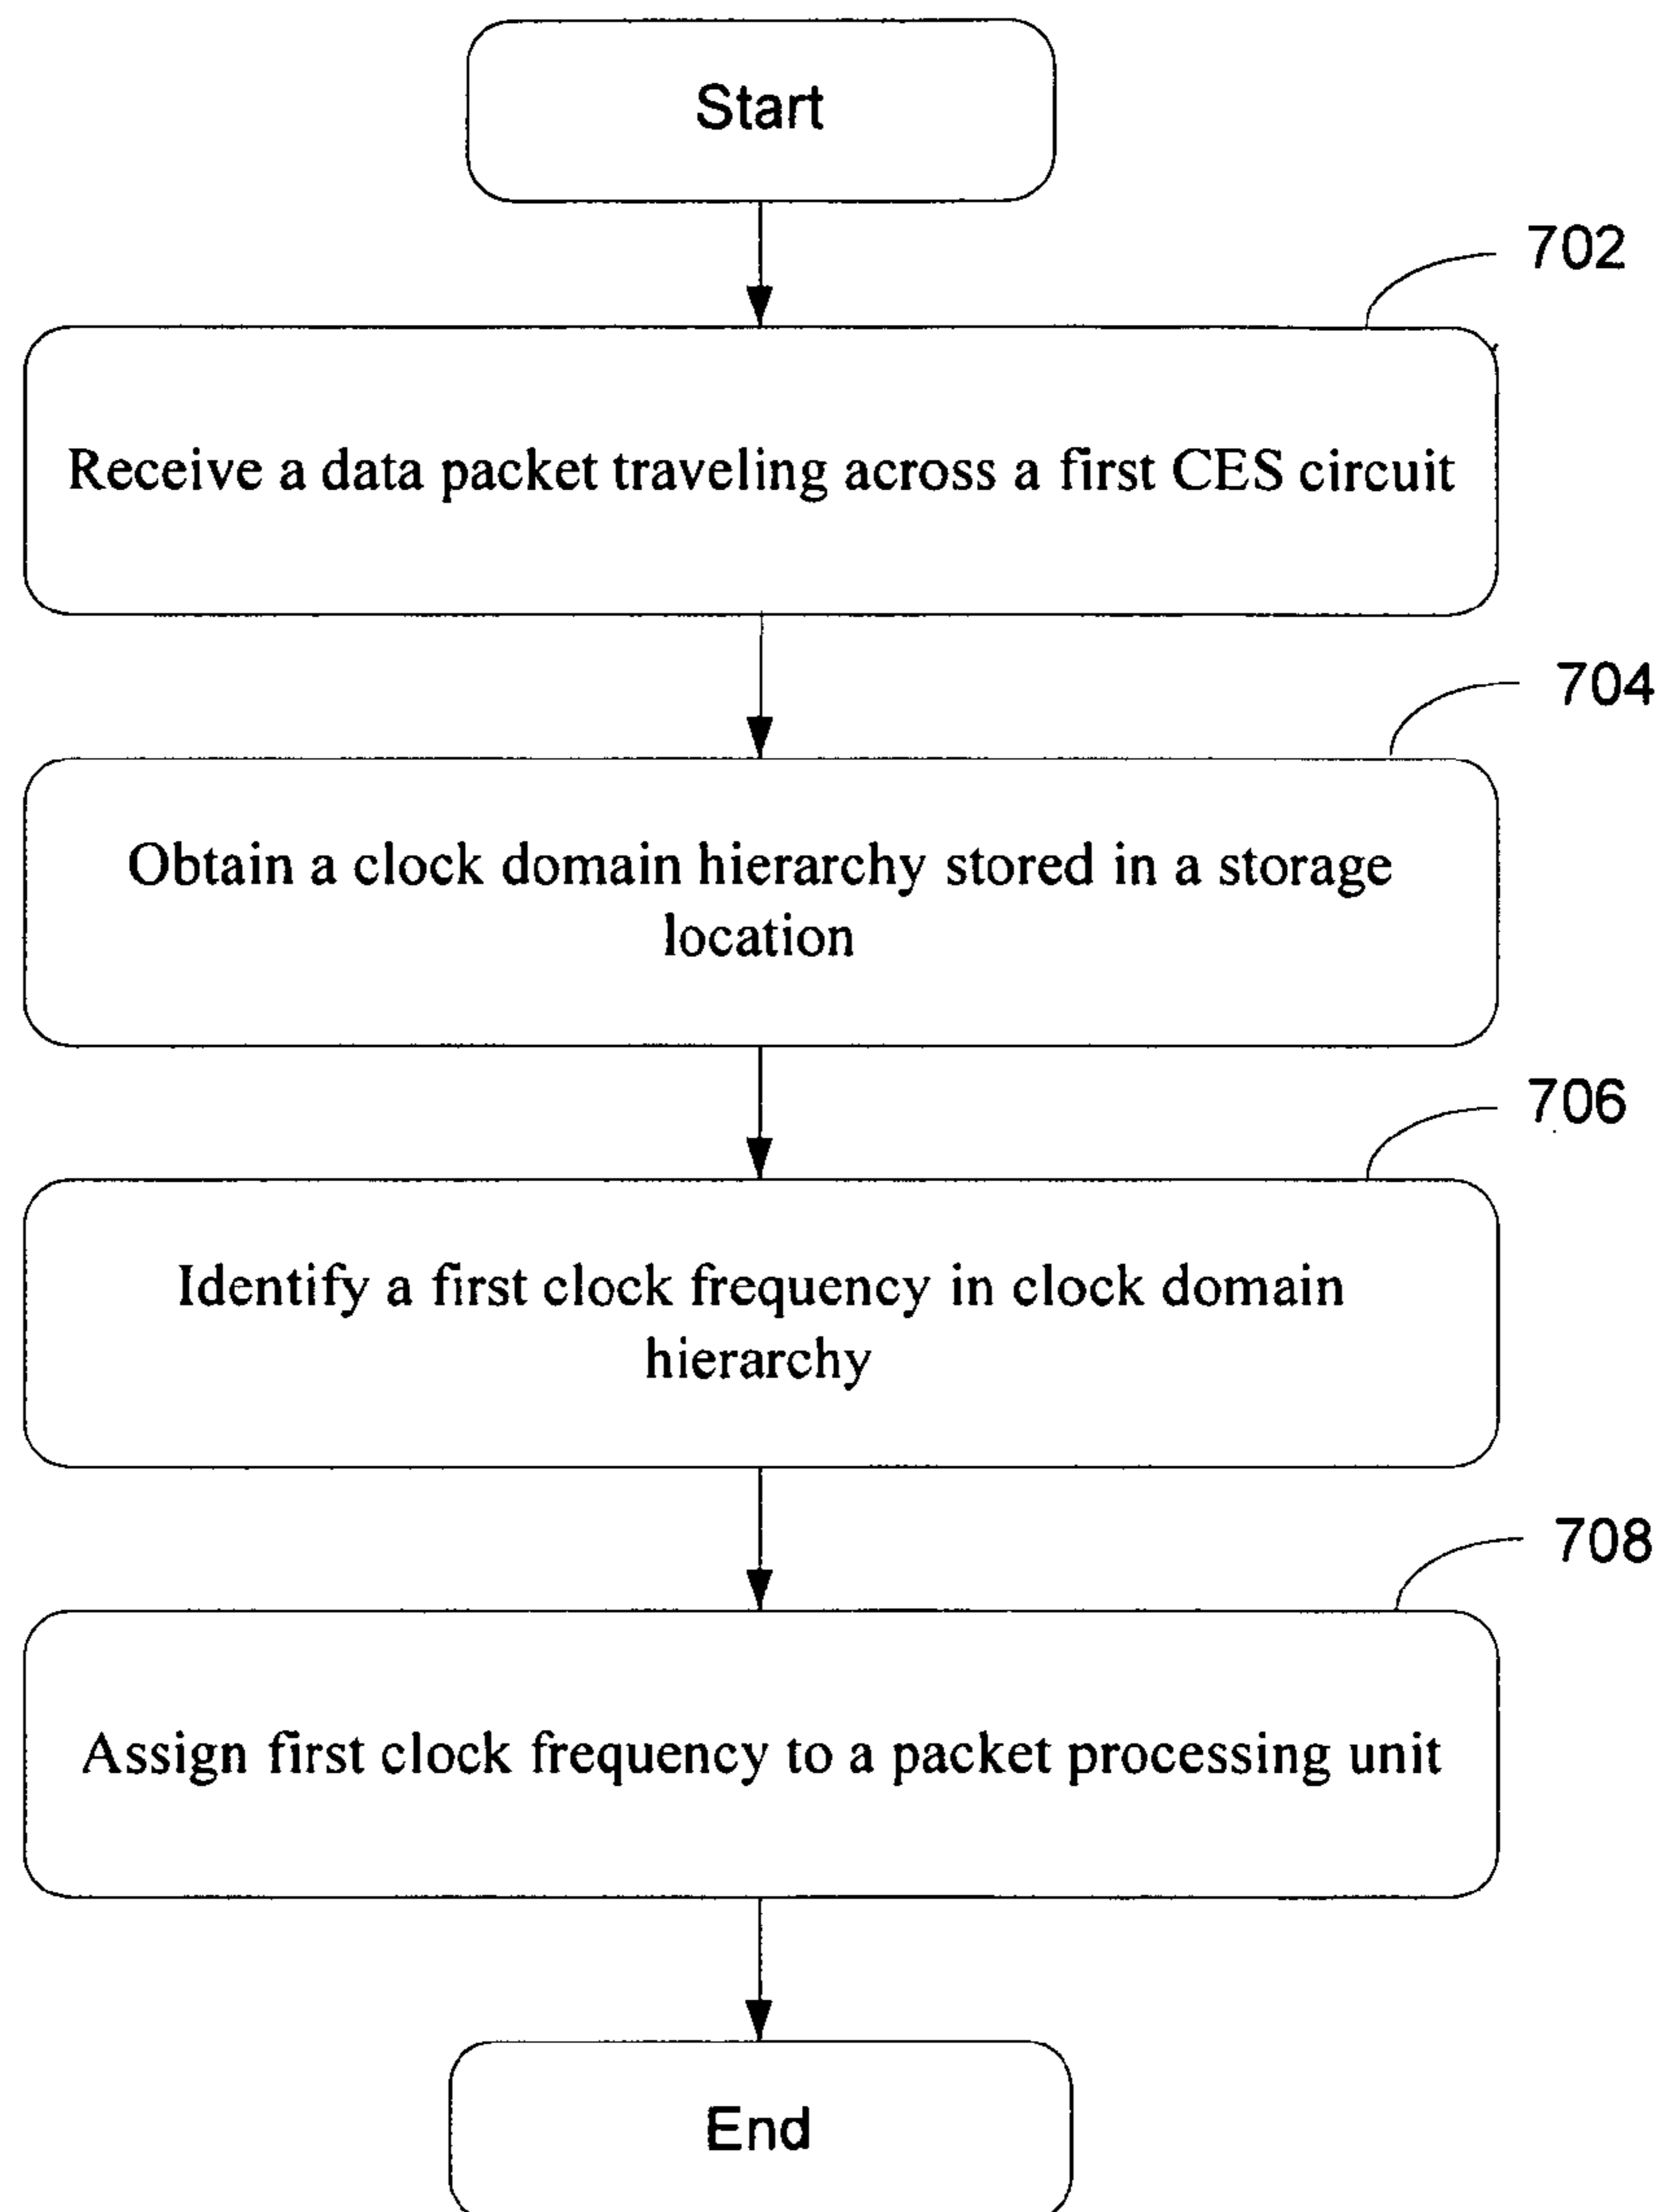 Start
702
Receive a data packet traveling across a first CES circuit
704
Obtain a clock domain hierarchy stored in a storage
location
706
Identify a first clock frequency in clock domain
hierarchy
708
Assign first clock frequency to a packet processing unit
End